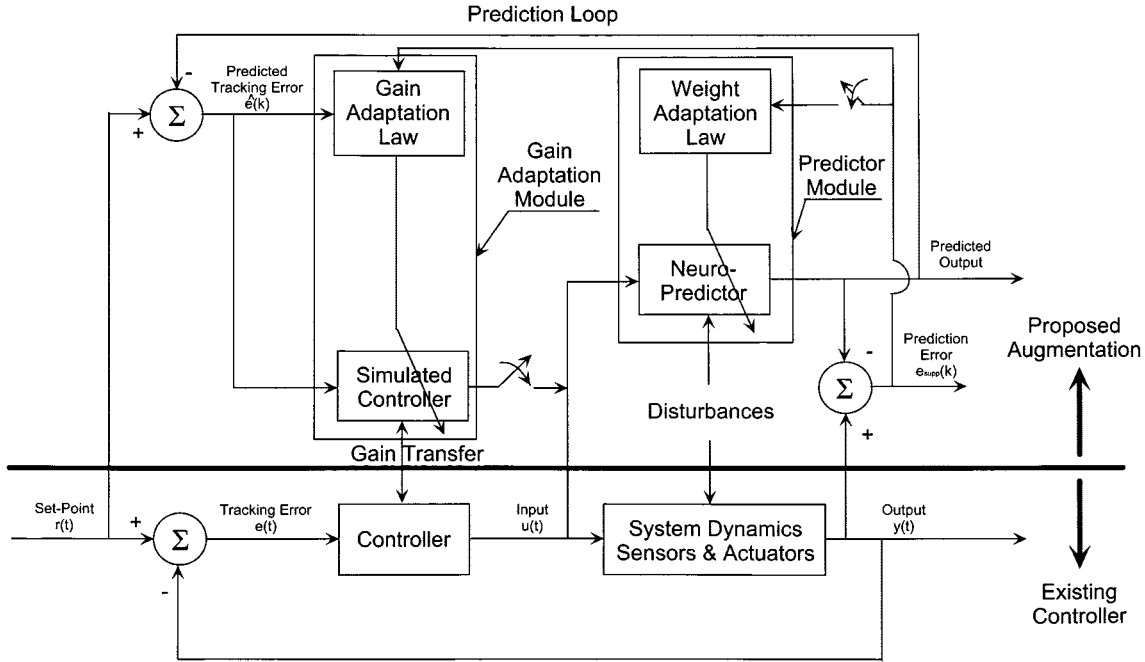 Prediction Loop
-
Predicted
Tracking Error
ê(k)
Σ
+
Gain
Adaptation
Law
Weight
Adaptation
Law
Gain
Adaptation
Module
Predictor
Module
Neuro-
Predictor
Predicted
Output
Proposed
Augmentation
Prediction
Error
e_supp(k)
-
Σ
+
Simulated
Controller
Disturbances
Gain Transfer
Set-Point
r(t)
+
Σ
-
Tracking Error
e(t)
Controller
Input
u(t)
System Dynamics
Sensors & Actuators
Output
y(t)
Existing
Controller